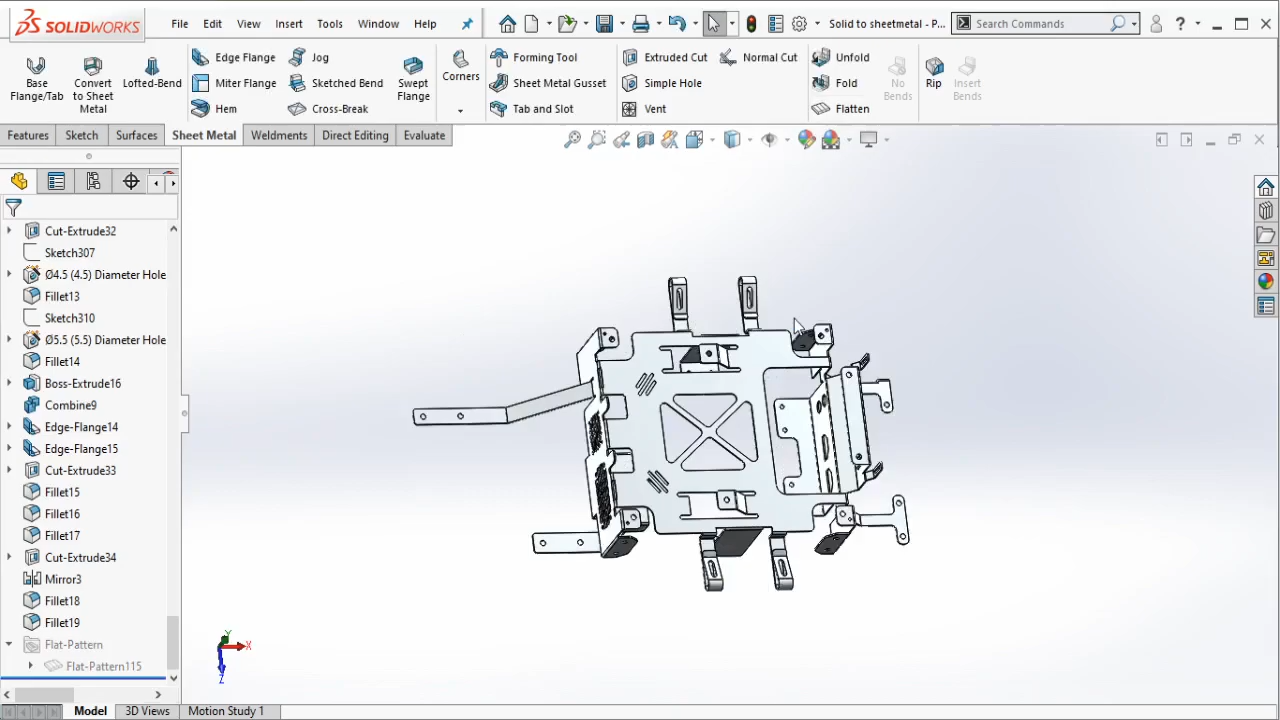 SOLIDWORKS File Edit View Insert Tools Window Help Solid to sheetmetal - P... Search Commands ?
Base Flange/Tab
Convert to Sheet Metal
Lofted-Bend
Edge Flange
Miter Flange
Hem
Jog
Sketched Bend
Cross-Break
Swept Flange
Corners
Forming Tool
Sheet Metal Gusset
Tab and Slot
Extruded Cut
Simple Hole
Vent
Normal Cut
Unfold
Fold
Flatten
No Bends
Rip
Insert Bends
Features Sketch Surfaces Sheet Metal Weldments Direct Editing Evaluate
Cut-Extrude32
Sketch307
Ø4.5 (4.5) Diameter Hole
Fillet13
Sketch310
Ø5.5 (5.5) Diameter Hole
Fillet14
Boss-Extrude16
Combine9
Edge-Flange14
Edge-Flange15
Cut-Extrude33
Fillet15
Fillet16
Fillet17
Cut-Extrude34
Mirror3
Fillet18
Fillet19
Flat-Pattern
Flat-Pattern115
Y
X
Z
Model 3D Views Motion Study 1